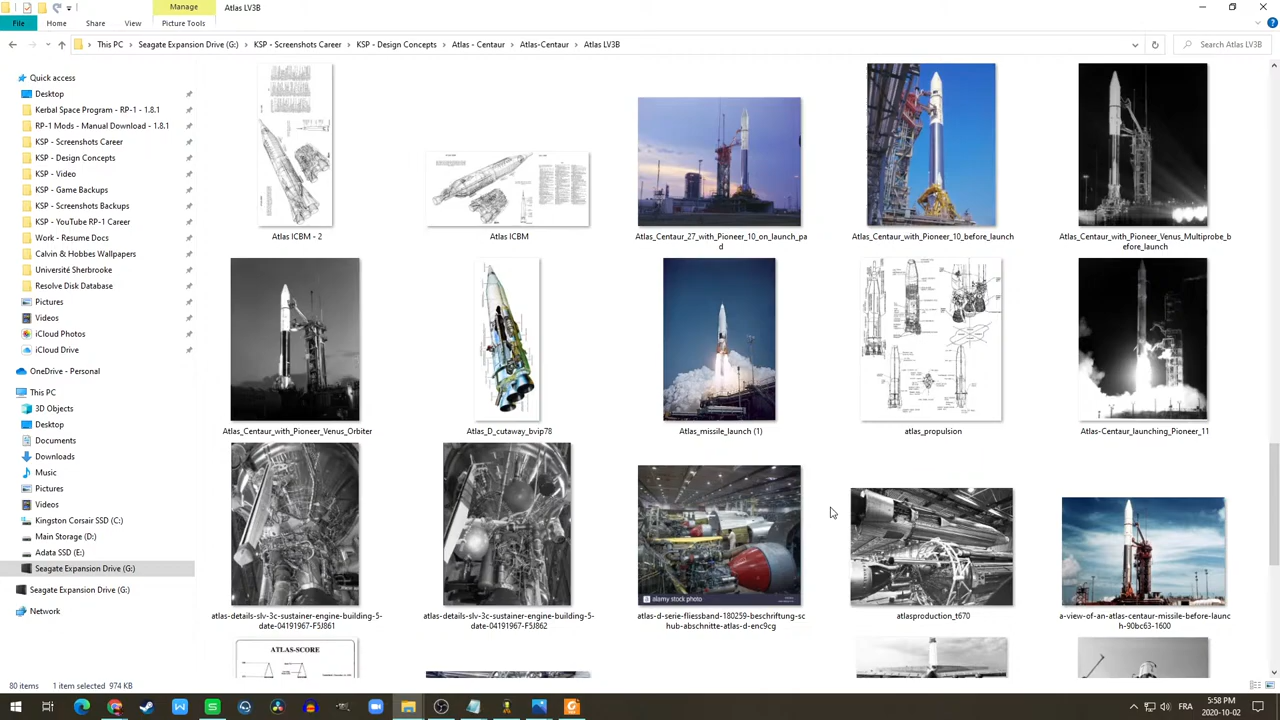 Manage
Atlas LV3B
File
Home
Share
View
Picture Tools
This PC
Seagate Expansion Drive (G:)
KSP - Screenshots Career
KSP - Design Concepts
Atlas - Centaur
Atlas-Centaur
Atlas LV3B
Search Atlas LV3B
Quick access
Desktop
Kerbal Space Program - RP-1 - 1.8.1
RP-1 Mods - Manual Download - 1.8.1
KSP - Screenshots Career
KSP - Design Concepts
KSP - Video
KSP - Game Backups
KSP - Screenshots Backups
KSP - YouTube RP-1 Career
Work - Resume Docs
Calvin & Hobbes Wallpapers
Université Sherbrooke
Resolve Disk Database
Pictures
Videos
iCloud Photos
iCloud Drive
OneDrive - Personal
This PC
3D Objects
Desktop
Documents
Downloads
Music
Pictures
Videos
Kingston Corsair SSD (C:)
Main Storage (D:)
Adata SSD (E:)
Seagate Expansion Drive (G:)
Seagate Expansion Drive (G:)
Network
Atlas ICBM - 2
Atlas ICBM
Atlas_Centaur_27_with_Pioneer_10_on_launch_pa
d
Atlas_Centaur_with_Pioneer_10_before_launch
Atlas_Centaur_with_Pioneer_Venus_Multiprobe_b
efore_launch
Atlas_Centaur_with_Pioneer_Venus_Orbiter
Atlas_D_cutaway_bvip78
Atlas_missile_launch (1)
atlas_propulsion
Atlas-Centaur_launching_Pioneer_11
atlas-details-slv-3c-sustainer-engine-building-5-
date-04191967-F5J861
atlas-details-slv-3c-sustainer-engine-building-5-
date-04191967-F5J862
alamy stock photo
atlas-d-serie-fliessband-180259-beschriftung-sc
hub-abschnitte-atlas-d-enc9cg
atlasproduction_t670
a-view-of-an-atlas-centaur-missile-before-launc
h-90bc63-1600
ATLAS-SCORE
80 items
1 item selected
974 KB
FRA
5:58 PM
2020-10-02